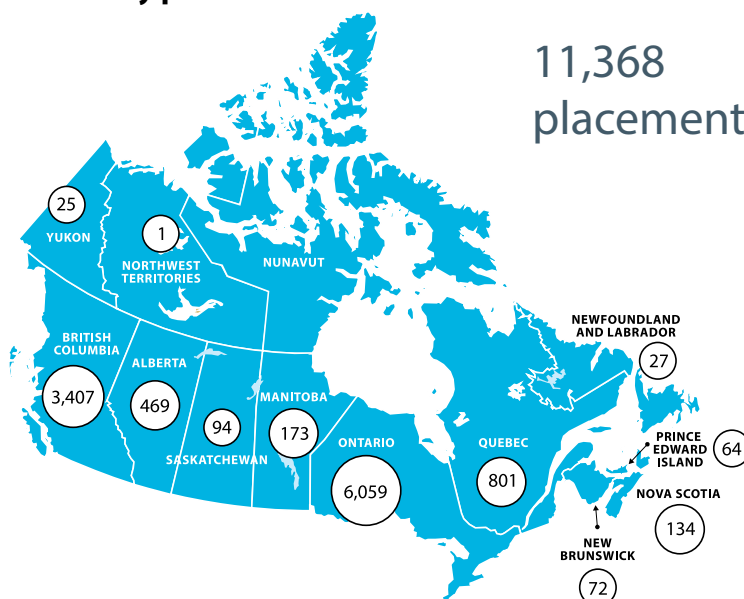 11,368
placement
25
YUKON
1
NORTHWEST
TERRITORIES
NUNAVUT
BRITISH
COLUMBIA
3,407
ALBERTA
469
94
SASKATCHEWAN
MANITOBA
173
ONTARIO
6,059
QUEBEC
801
NEWFOUNDLAND
AND LABRADOR
27
PRINCE
EDWARD
ISLAND
64
NOVA SCOTIA
134
NEW
BRUNSWICK
72